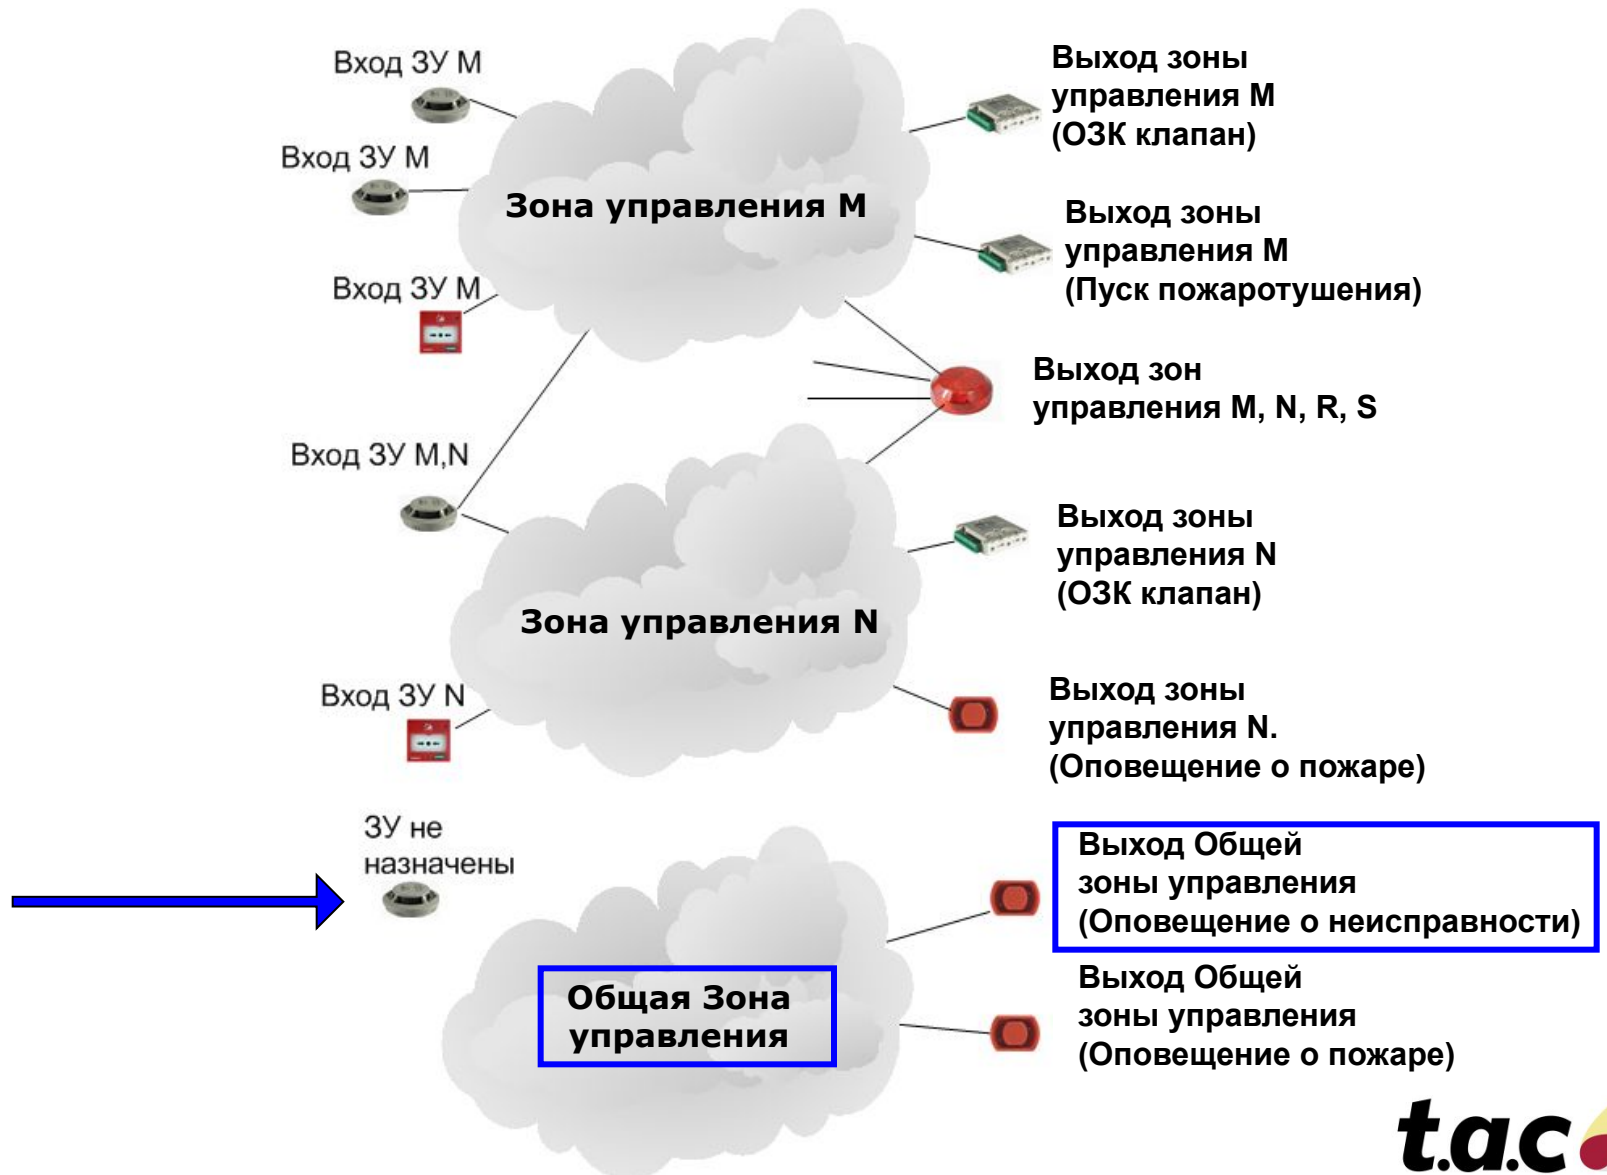 Вход ЗУ М
Выход зоны
управления М
(ОЗК клапан)
Вход ЗУ М
Зона управления М
Выход зоны
управления М
(Пуск пожаротушения)
Вход ЗУ М
Выход зон
управления М, N, R, S
Вход ЗУ М,N
Выход зоны
управления N
(ОЗК клапан)
Зона управления N
Вход ЗУ N
Выход зоны
управления N.
(Оповещение о пожаре)
ЗУ не
назначены
Выход Общей
зоны управления
(Оповещение о неисправности)
Общая Зона
управления
Выход Общей
зоны управления
(Оповещение о пожаре)
t.a.c